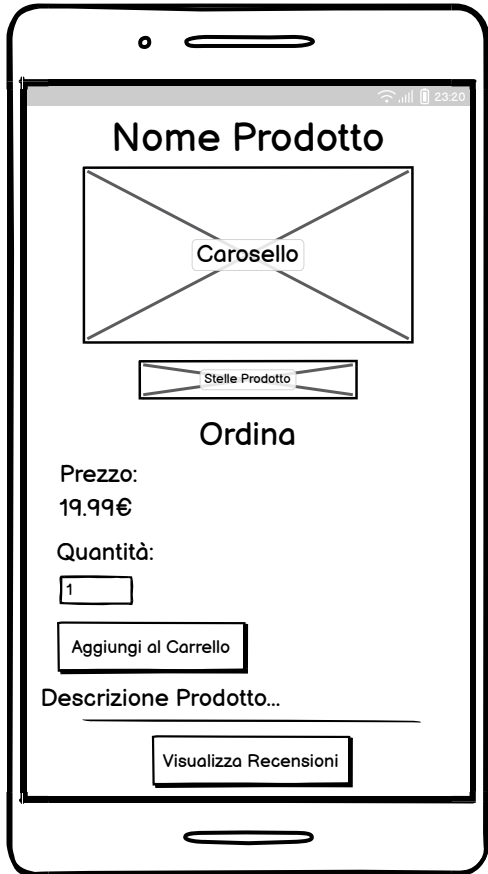 23:20
Nome Prodotto
Carosello
Stelle Prodotto
Ordina
Prezzo:
19.99€
Quantità:
1
Aggiungi al Carrello
Descrizione Prodotto...
Visualizza Recensioni